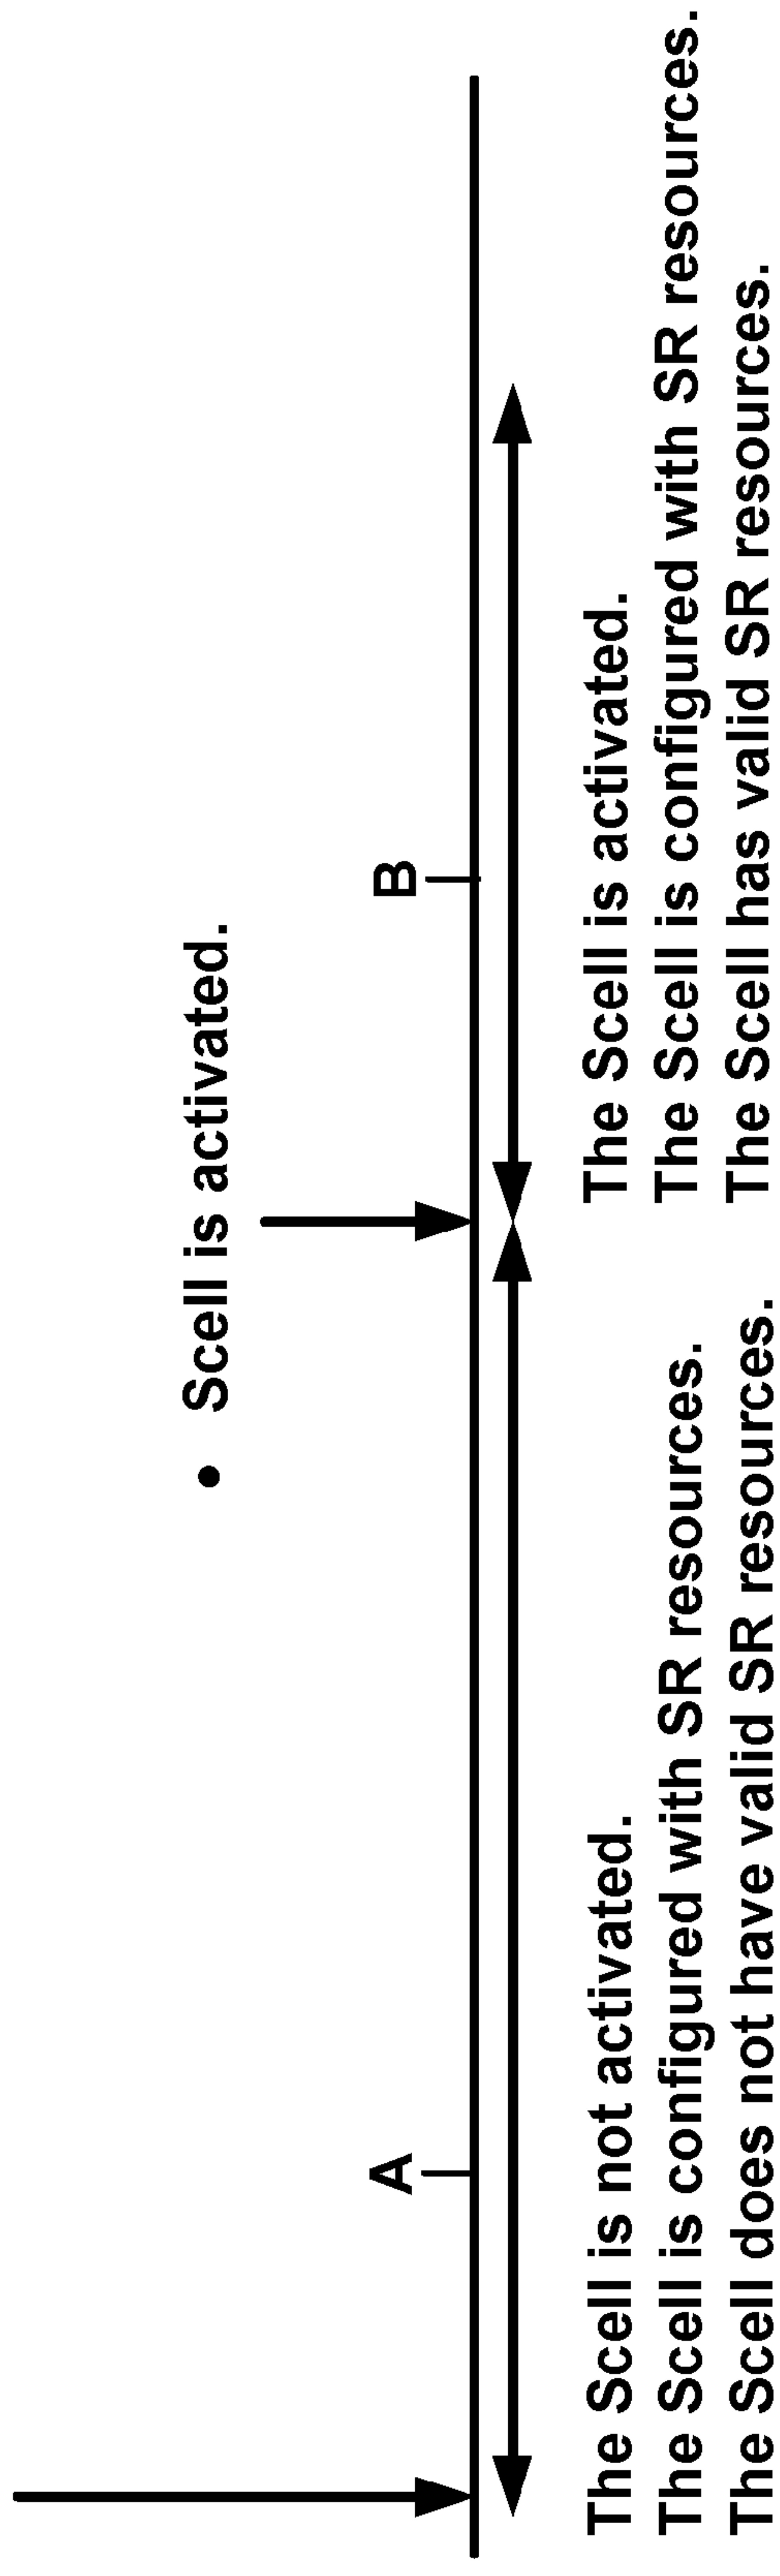 • Scell is activated.
A
B
The Scell is not activated.
The Scell is configured with SR resources.
The Scell does not have valid SR resources.
The Scell is activated.
The Scell is configured with SR resources.
The Scell has valid SR resources.